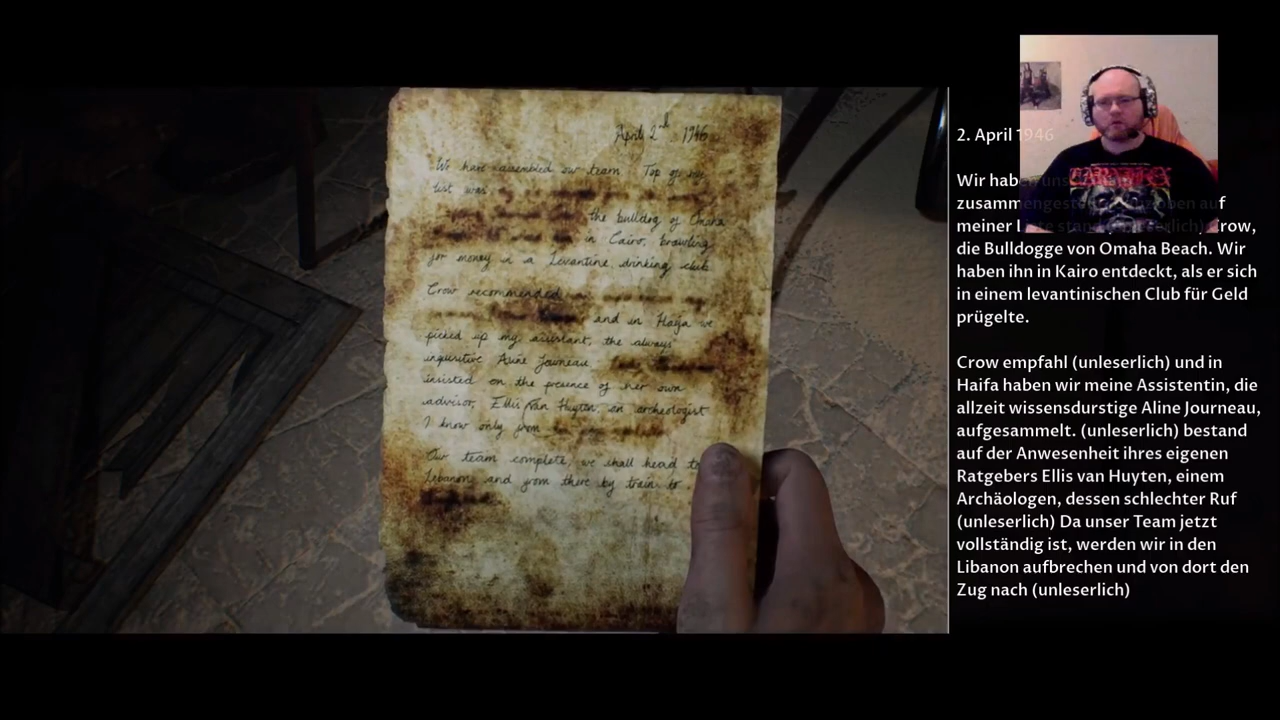 April 2nd 1946
We have assembled our team. Top of my
list was
the bulldog of Omaha
in Cairo, brawling
for money in a Levantine drinking club.
Crow recommended
and in Haifa we
picked up my assistant, the always
inquisitive Aline Journeau.
insisted on the presence of her own
advisor, Ellis Van Huyten, an archeologist
I know only from
Our team complete, we shall head to
Lebanon and from there by train to
2. April 1946
Wir haben uns
zusammengestellt. oben auf
meiner Liste stand (unleserlich) Crow,
die Bulldogge von Omaha Beach. Wir
haben ihn in Kairo entdeckt, als er sich
in einem levantinischen Club für Geld
prügelte.
Crow empfahl (unleserlich) und in
Haifa haben wir meine Assistentin, die
allzeit wissensdurstige Aline Journeau,
aufgesammelt. (unleserlich) bestand
auf der Anwesenheit ihres eigenen
Ratgebers Ellis van Huyten, einem
Archäologen, dessen schlechter Ruf
(unleserlich) Da unser Team jetzt
vollständig ist, werden wir in den
Libanon aufbrechen und von dort den
Zug nach (unleserlich)